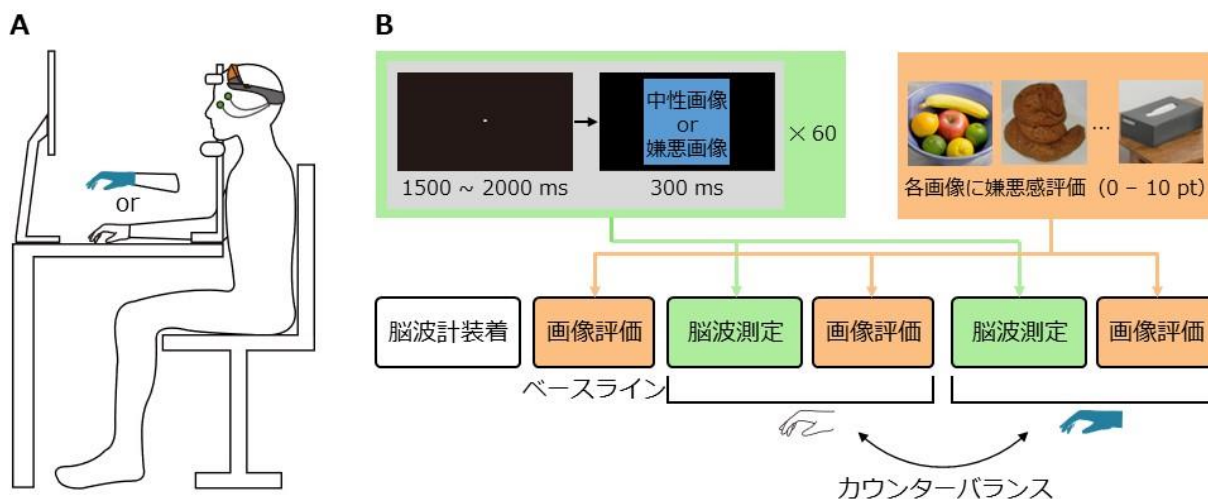 A
or
B
中性画像
or
嫌悪画像
× 60
1500 ~ 2000 ms
300 ms
...
各画像に嫌悪感評価（0 – 10 pt）
脳波計装着
画像評価
脳波測定
画像評価
脳波測定
画像評価
ベースライン
カウンターバランス